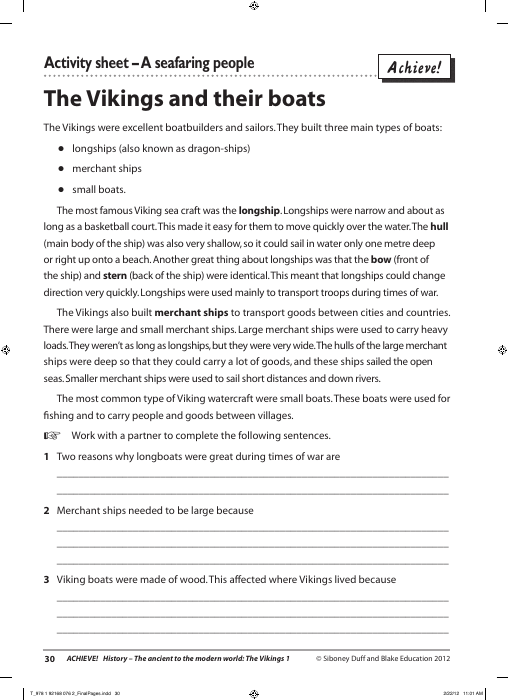 Activity sheet – A seafaring people
Achieve!
The Vikings and their boats
The Vikings were excellent boatbuilders and sailors. They built three main types of boats:
● longships (also known as dragon-ships)
● merchant ships
● small boats.
The most famous Viking sea craft was the longship. Longships were narrow and about as
long as a basketball court. This made it easy for them to move quickly over the water. The hull
(main body of the ship) was also very shallow, so it could sail in water only one metre deep
or right up onto a beach. Another great thing about longships was that the bow (front of
the ship) and stern (back of the ship) were identical. This meant that longships could change
direction very quickly. Longships were used mainly to transport troops during times of war.
The Vikings also built merchant ships to transport goods between cities and countries.
There were large and small merchant ships. Large merchant ships were used to carry heavy
loads. They weren't as long as longships, but they were very wide. The hulls of the large merchant
ships were deep so that they could carry a lot of goods, and these ships sailed the open
seas. Smaller merchant ships were used to sail short distances and down rivers.
The most common type of Viking watercraft were small boats. These boats were used for
fishing and to carry people and goods between villages.
Work with a partner to complete the following sentences.
1 Two reasons why longboats were great during times of war are
2 Merchant ships needed to be large because
3 Viking boats were made of wood. This affected where Vikings lived because
30 ACHIEVE! History – The ancient to the modern world: The Vikings 1 © Siboney Duff and Blake Education 2012